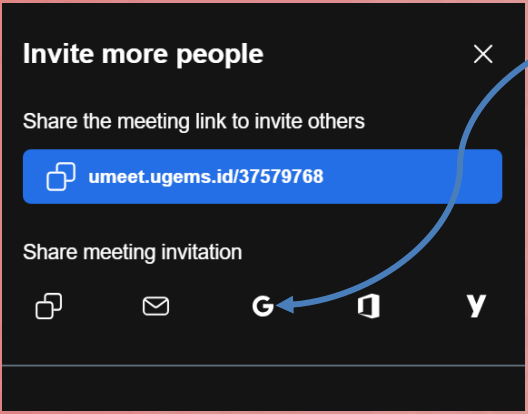 Invite more people
Share the meeting link to invite others
umeet.ugems.id/37579768
Share meeting invitation